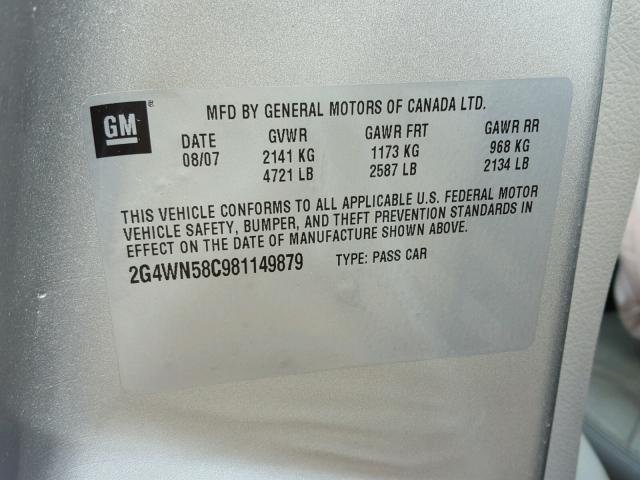 GM®
MFD BY GENERAL MOTORS OF CANADA LTD.
DATE GVWR GAWR FRT GAWR RR
08/07 2141 KG 1173 KG 968 KG
4721 LB 2587 LB 2134 LB
THIS VEHICLE CONFORMS TO ALL APPLICABLE U.S. FEDERAL MOTOR
VEHICLE SAFETY, BUMPER, AND THEFT PREVENTION STANDARDS IN
EFFECT ON THE DATE OF MANUFACTURE SHOWN ABOVE.
2G4WN58C981149879 TYPE: PASS CAR